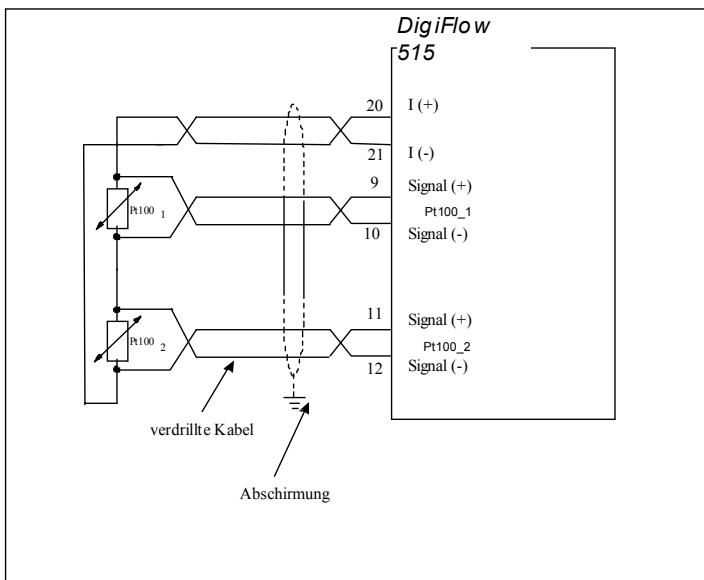 DigiFlow
515
20
I (+)
21
I (-)
9
Signal (+)
Pt100_1
10
Signal (-)
Pt100 1
11
Signal (+)
Pt100_2
12
Signal (-)
Pt100 2
verdrillte Kabel
Abschirmung